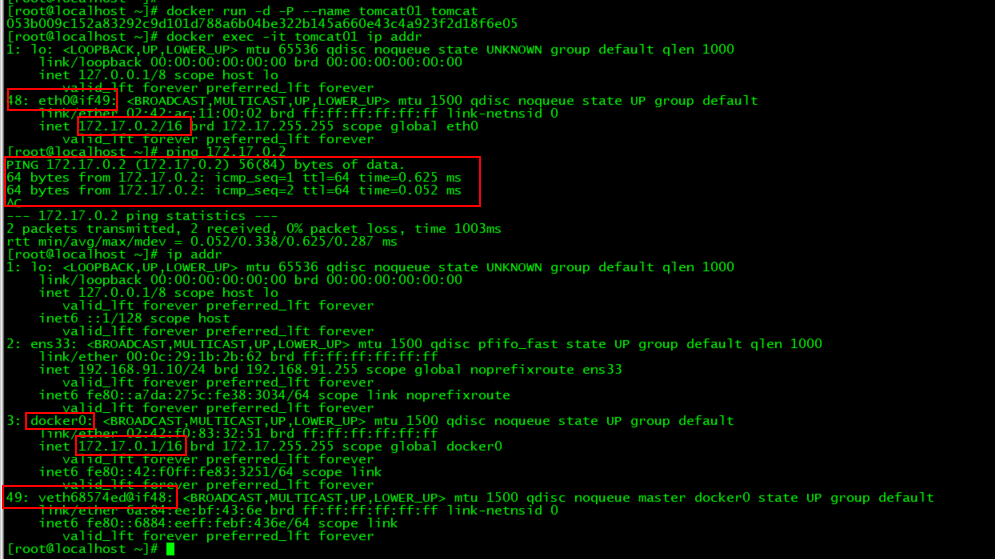 [root@localhost ~]# docker run -d -P --name tomcat01 tomcat
053b009c152a83292c9d101d788a6b04be322b145a660e43c4a923f2d18f6e05
[root@localhost ~]# docker exec -it tomcat01 ip addr
1: lo: <LOOPBACK,UP,LOWER_UP> mtu 65536 qdisc noqueue state UNKNOWN group default qlen 1000
link/loopback 00:00:00:00:00:00 brd 00:00:00:00:00:00
inet 127.0.0.1/8 scope host lo
valid_lft forever preferred_lft forever
48: eth0@if49: <BROADCAST,MULTICAST,UP,LOWER_UP> mtu 1500 qdisc noqueue state UP group default
link/ether 02:42:ac:11:00:02 brd ff:ff:ff:ff:ff:ff link-netnsid 0
inet 172.17.0.2/16 brd 172.17.255.255 scope global eth0
valid_lft forever preferred_lft forever
[root@localhost ~]# ping 172.17.0.2
PING 172.17.0.2 (172.17.0.2) 56(84) bytes of data.
64 bytes from 172.17.0.2: icmp_seq=1 ttl=64 time=0.625 ms
64 bytes from 172.17.0.2: icmp_seq=2 ttl=64 time=0.052 ms
^C
--- 172.17.0.2 ping statistics ---
2 packets transmitted, 2 received, 0% packet loss, time 1003ms
rtt min/avg/max/mdev = 0.052/0.338/0.625/0.287 ms
[root@localhost ~]# ip addr
1: lo: <LOOPBACK,UP,LOWER_UP> mtu 65536 qdisc noqueue state UNKNOWN group default qlen 1000
link/loopback 00:00:00:00:00:00 brd 00:00:00:00:00:00
inet 127.0.0.1/8 scope host lo
valid_lft forever preferred_lft forever
inet6 ::1/128 scope host
valid_lft forever preferred_lft forever
2: ens33: <BROADCAST,MULTICAST,UP,LOWER_UP> mtu 1500 qdisc pfifo_fast state UP group default qlen 1000
link/ether 00:0c:29:1b:2b:62 brd ff:ff:ff:ff:ff:ff
inet 192.168.91.10/24 brd 192.168.91.255 scope global noprefixroute ens33
valid_lft forever preferred_lft forever
inet6 fe80::a7da:275c:fe38:3034/64 scope link noprefixroute
valid_lft forever preferred_lft forever
3: docker0: <BROADCAST,MULTICAST,UP,LOWER_UP> mtu 1500 qdisc noqueue state UP group default
link/ether 02:42:f0:83:32:51 brd ff:ff:ff:ff:ff:ff
inet 172.17.0.1/16 brd 172.17.255.255 scope global docker0
valid_lft forever preferred_lft forever
inet6 fe80::42:f0ff:fe83:3251/64 scope link
valid_lft forever preferred_lft forever
49: veth68574ed@if48: <BROADCAST,MULTICAST,UP,LOWER_UP> mtu 1500 qdisc noqueue master docker0 state UP group default
link/ether 6a:84:ee:bf:43:6e brd ff:ff:ff:ff:ff:ff link-netnsid 0
inet6 fe80::6884:eeff:febf:436e/64 scope link
valid_lft forever preferred_lft forever
[root@localhost ~]#